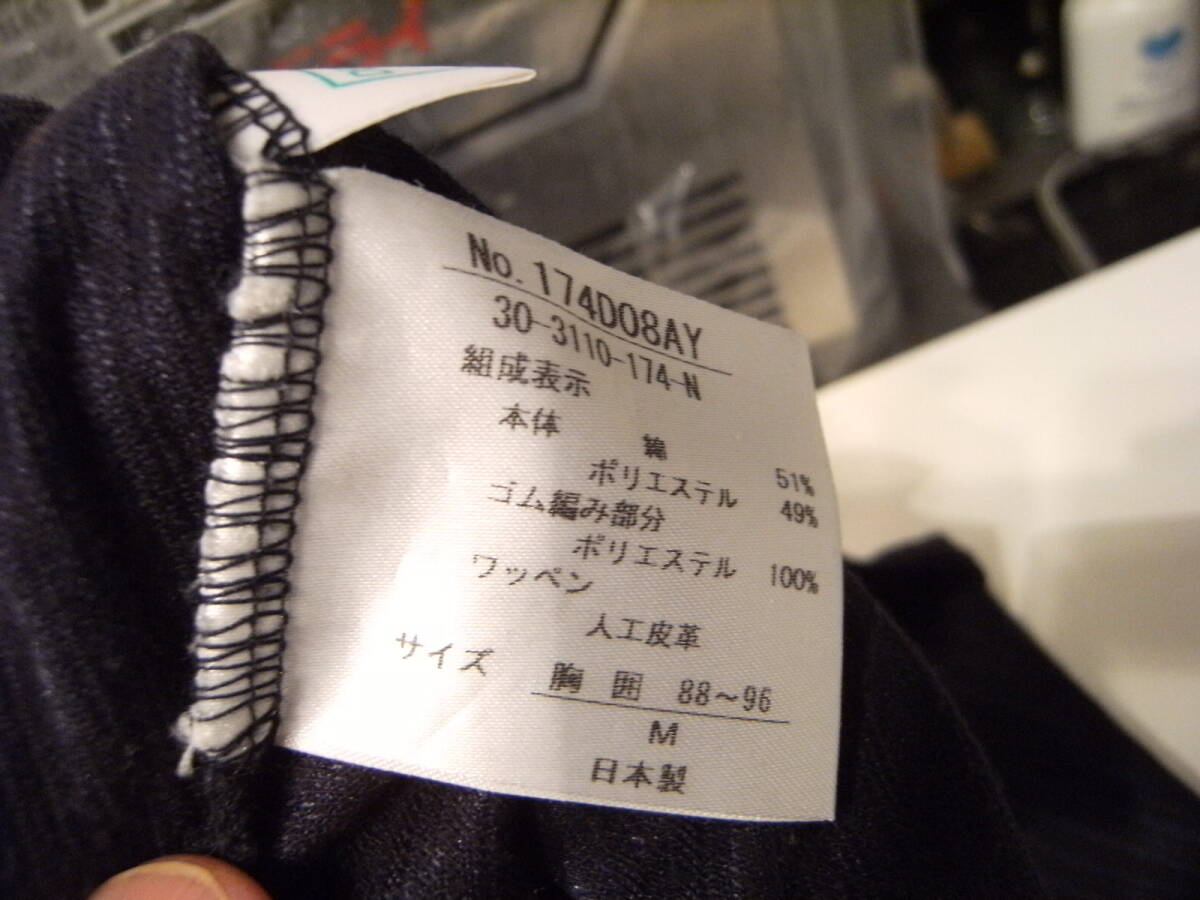 No. 174D08AY
30-3110-174-N
組成表示
本体
綿 51%
ポリエステル 49%
ゴム編み部分
ポリエステル 100%
ワッペン
人工皮革
サイズ 胸 囲 88～96
M
日本製